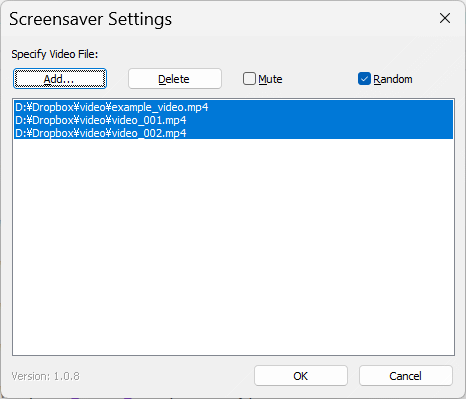 Screensaver Settings
Specify Video File:
Add... Delete Mute Random
D:¥Dropbox¥video¥example_video.mp4
D:¥Dropbox¥video¥video_001.mp4
D:¥Dropbox¥video¥video_002.mp4
Version: 1.0.8 OK Cancel